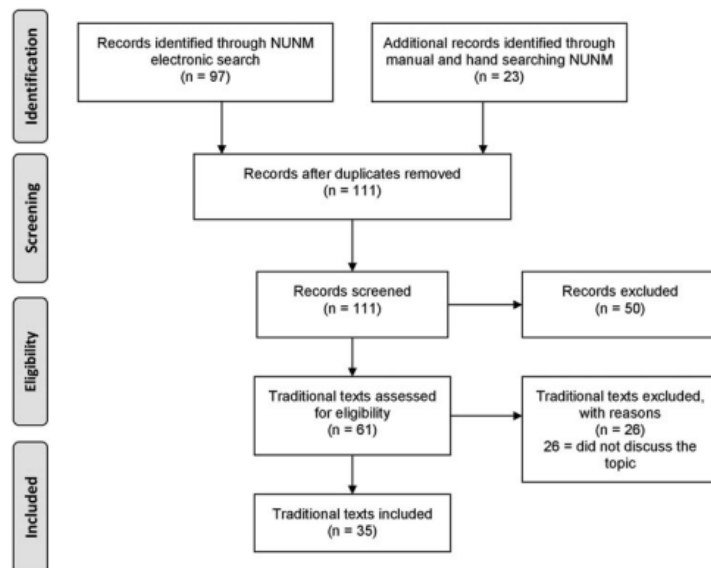 Identification
Records identified through NUNM
electronic search
(n = 97)
Additional records identified through
manual and hand searching NUNM
(n = 23)
Screening
Records after duplicates removed
(n = 111)
Records screened
(n = 111)
Records excluded
(n = 50)
Eligibility
Traditional texts assessed
for eligibility
(n = 61)
Traditional texts excluded,
with reasons
(n = 26)
26 = did not discuss the
topic
Included
Traditional texts included
(n = 35)